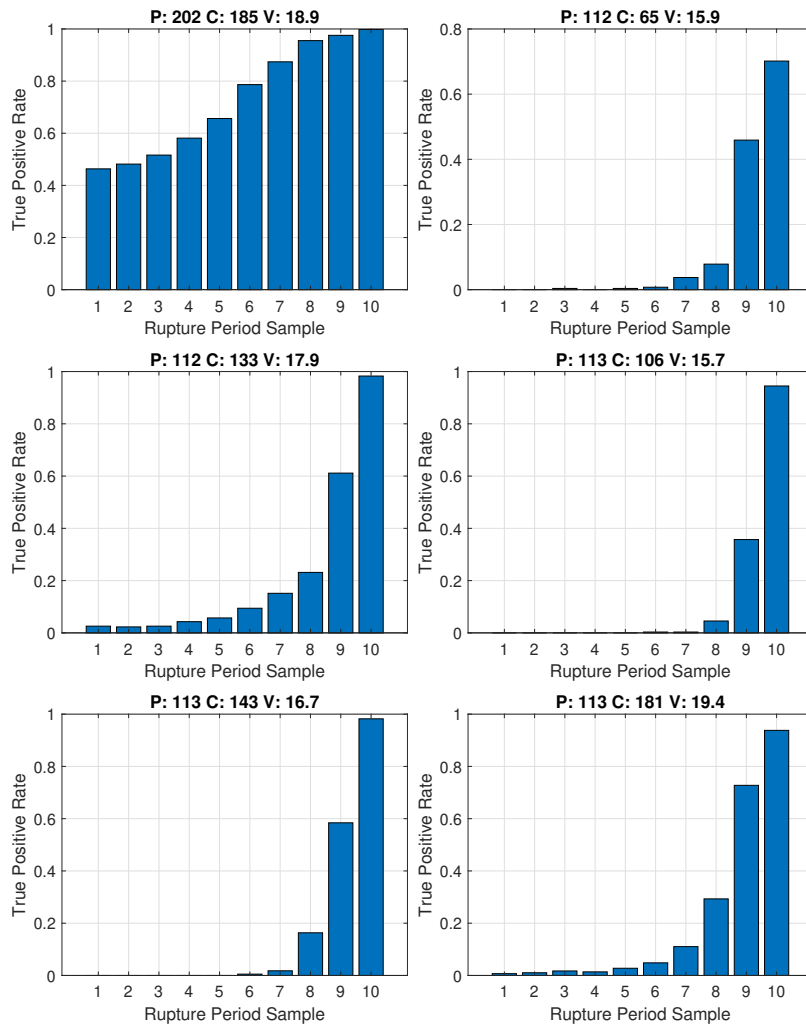 P: 202 C: 185 V: 18.9
True Positive Rate
1
0.8
0.6
0.4
0.2
0
1 2 3 4 5 6 7 8 9 10
Rupture Period Sample
P: 112 C: 65 V: 15.9
True Positive Rate
0.8
0.6
0.4
0.2
0
1 2 3 4 5 6 7 8 9 10
Rupture Period Sample
P: 112 C: 133 V: 17.9
True Positive Rate
1
0.8
0.6
0.4
0.2
0
1 2 3 4 5 6 7 8 9 10
Rupture Period Sample
P: 113 C: 106 V: 15.7
True Positive Rate
1
0.8
0.6
0.4
0.2
0
1 2 3 4 5 6 7 8 9 10
Rupture Period Sample
P: 113 C: 143 V: 16.7
True Positive Rate
1
0.8
0.6
0.4
0.2
0
1 2 3 4 5 6 7 8 9 10
Rupture Period Sample
P: 113 C: 181 V: 19.4
True Positive Rate
1
0.8
0.6
0.4
0.2
0
1 2 3 4 5 6 7 8 9 10
Rupture Period Sample